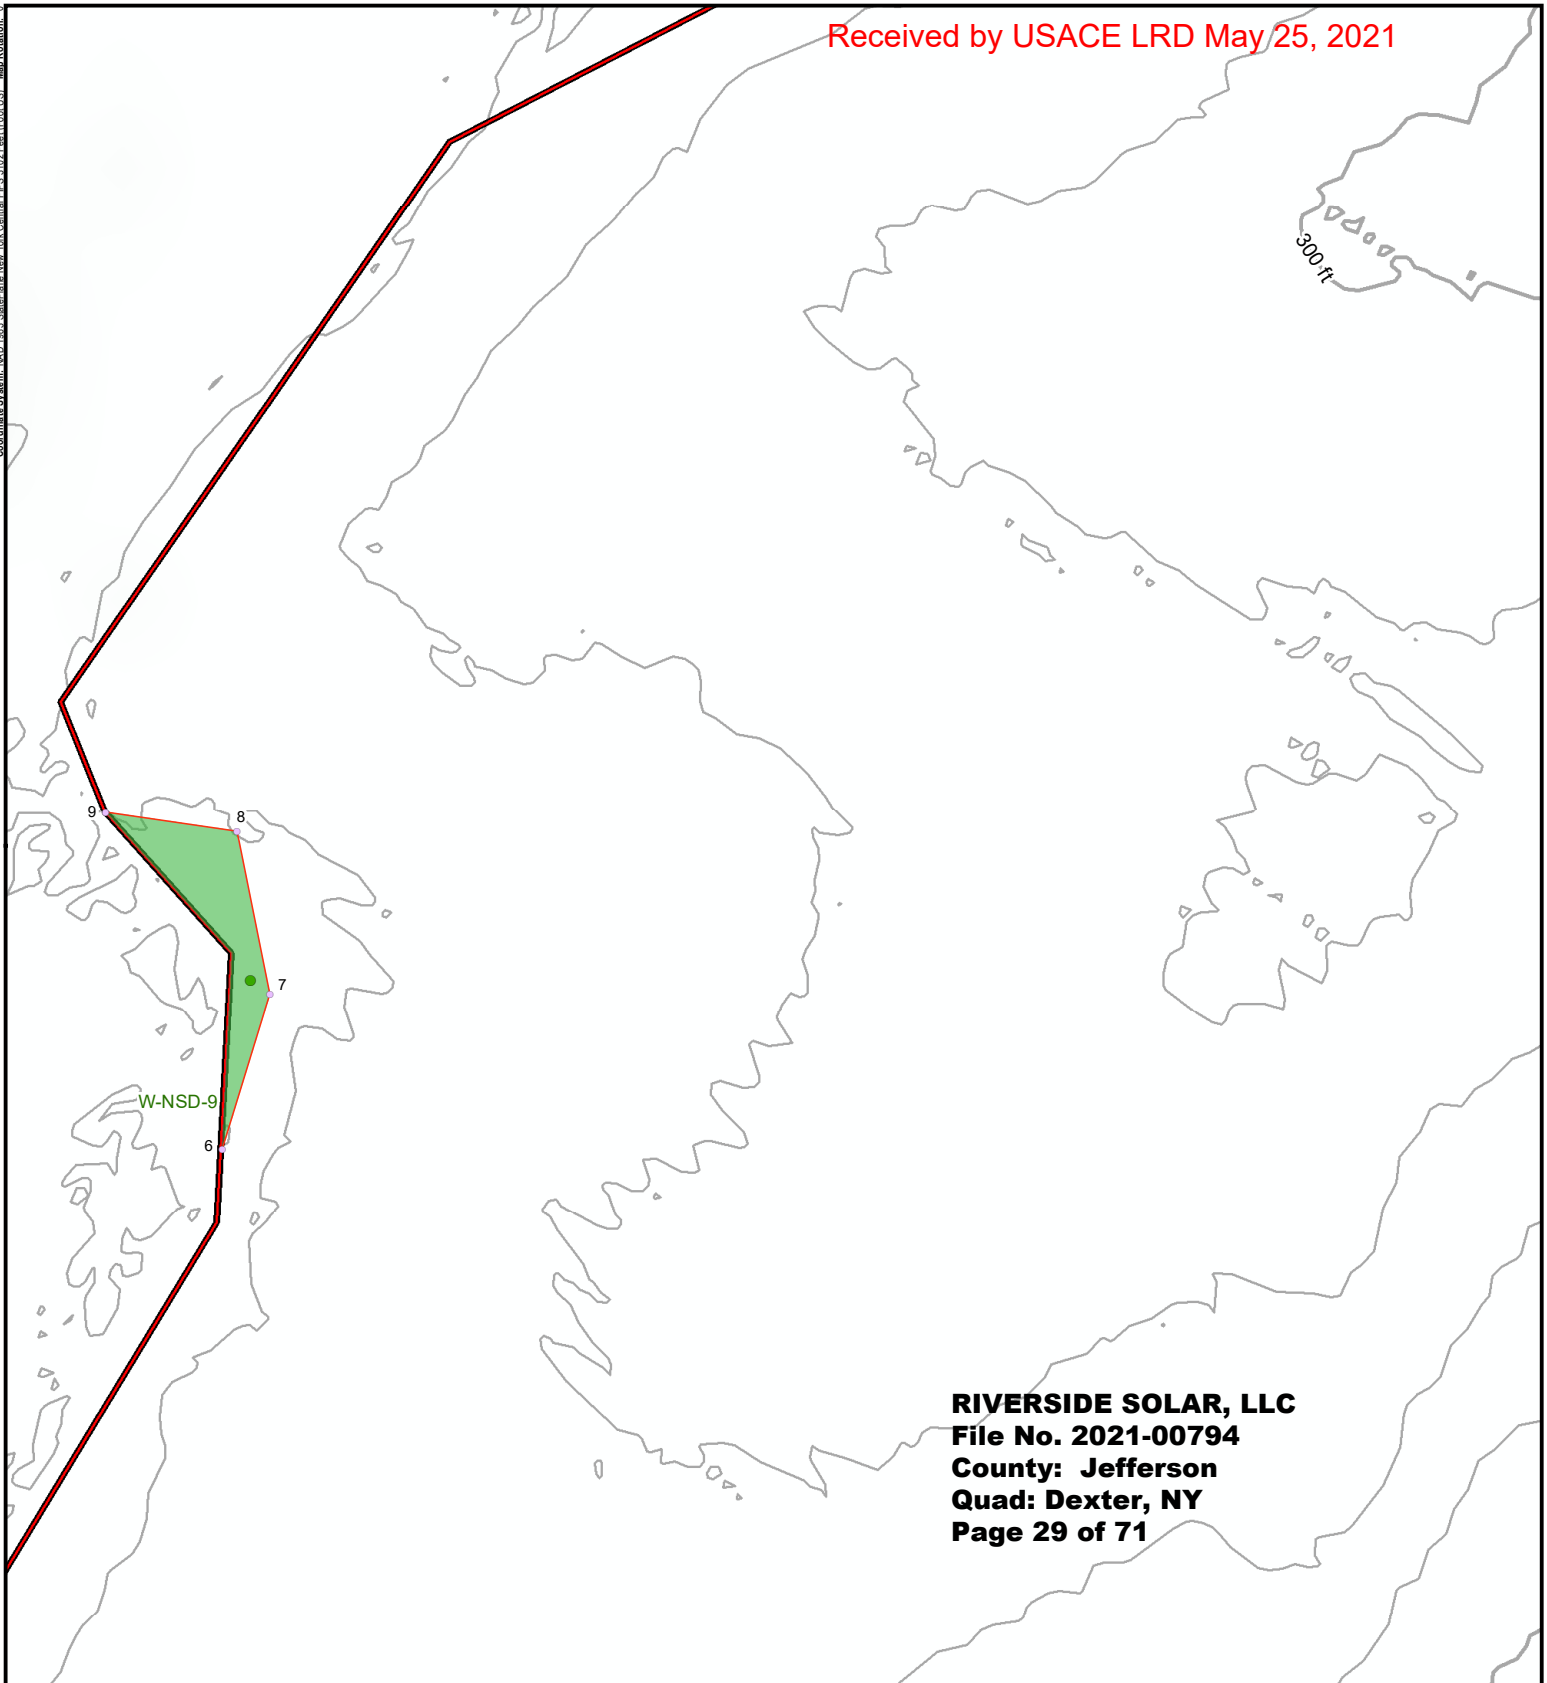 Received by USACE LRD May 25, 2021
300 ft
9
8
7
W-NSD-9
6
RIVERSIDE SOLAR, LLC
File No. 2021-00794
County: Jefferson
Quad: Dexter, NY
Page 29 of 71